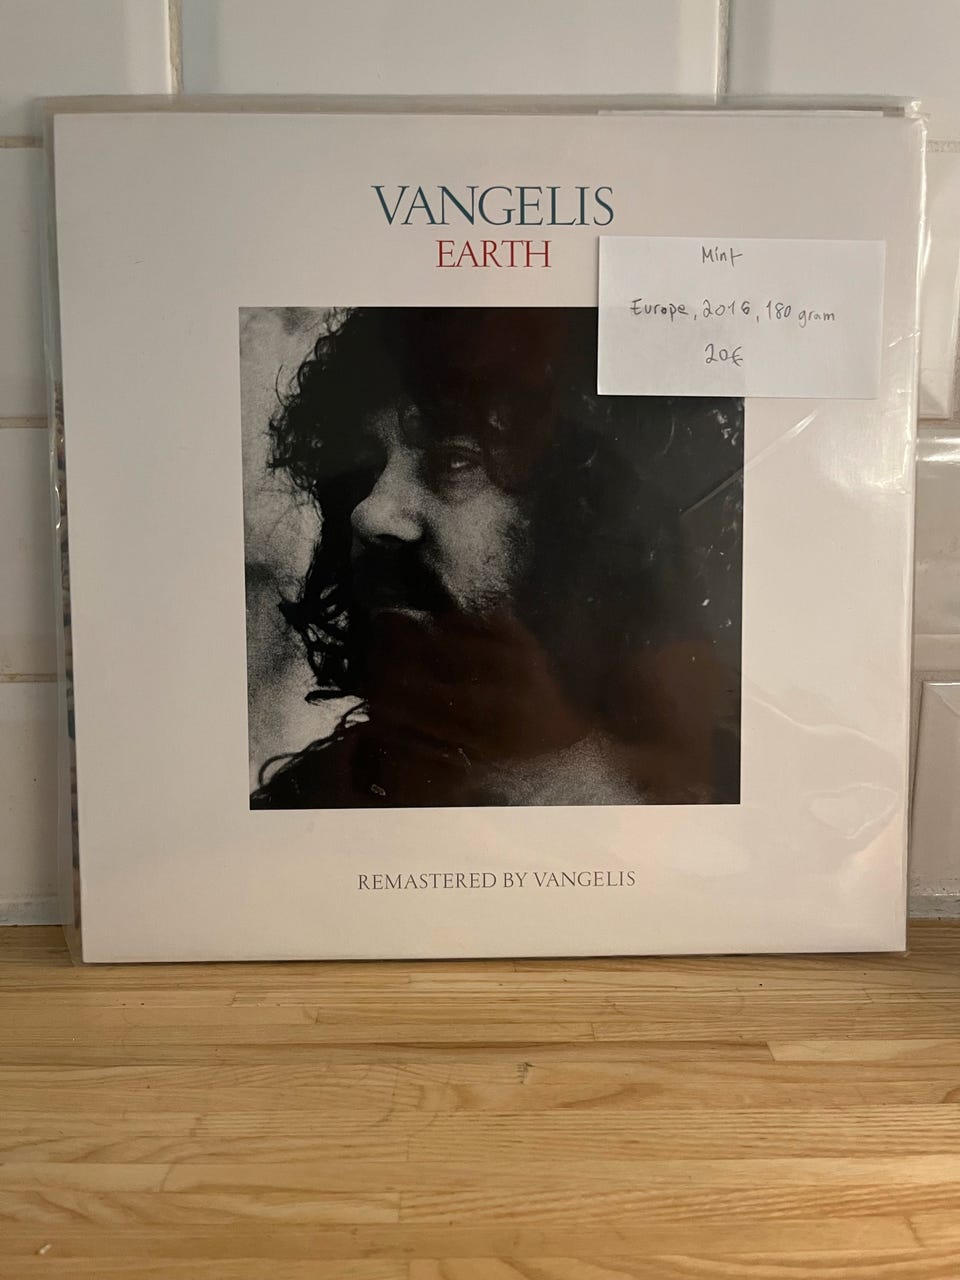 VANGELIS
EARTH
Mint
Europe, 2016, 180 gram
20€
REMASTERED BY VANGELIS